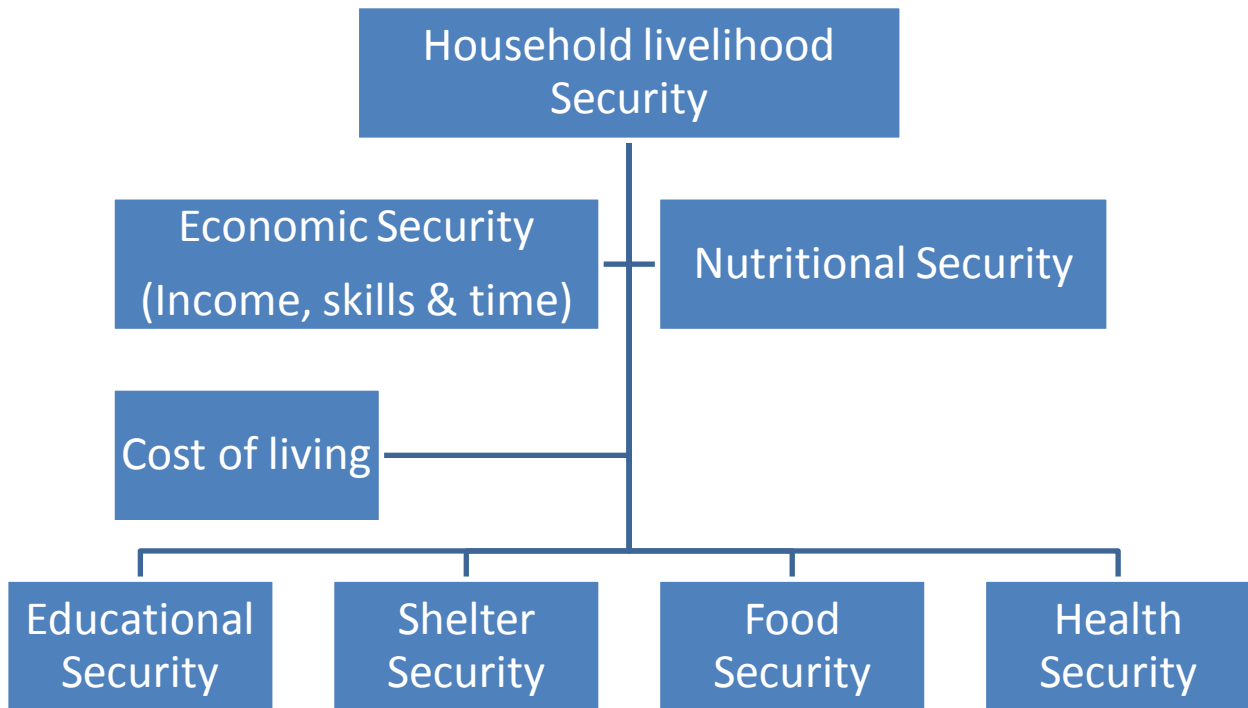 Household livelihood
Security
Economic Security
(Income, skills & time)
Nutritional Security
Cost of living
Educational
Security
Shelter
Security
Food
Security
Health
Security